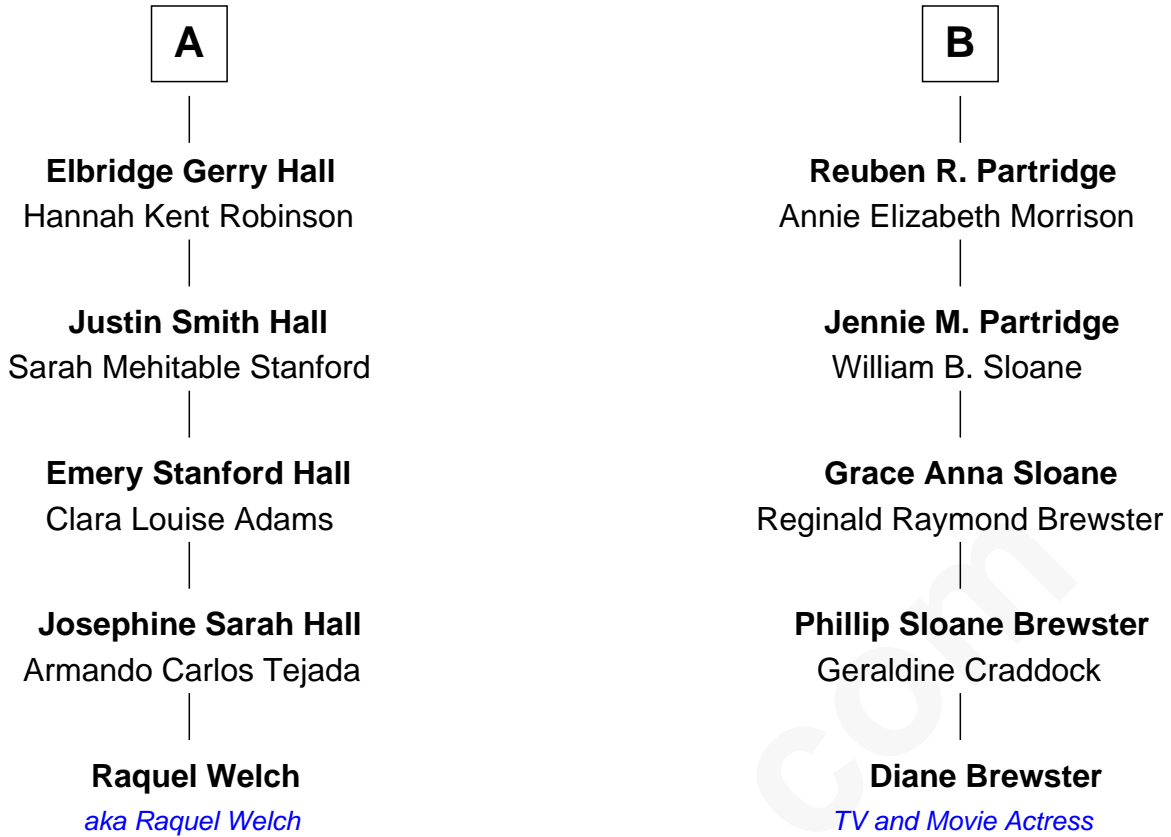 A
Elbridge Gerry Hall
Hannah Kent Robinson
Justin Smith Hall
Sarah Mehitable Stanford
Emery Stanford Hall
Clara Louise Adams
Josephine Sarah Hall
Armando Carlos Tejada
Raquel Welch
aka Raquel Welch
B
Reuben R. Partridge
Annie Elizabeth Morrison
Jennie M. Partridge
William B. Sloane
Grace Anna Sloane
Reginald Raymond Brewster
Phillip Sloane Brewster
Geraldine Craddock
Diane Brewster
TV and Movie Actress
com